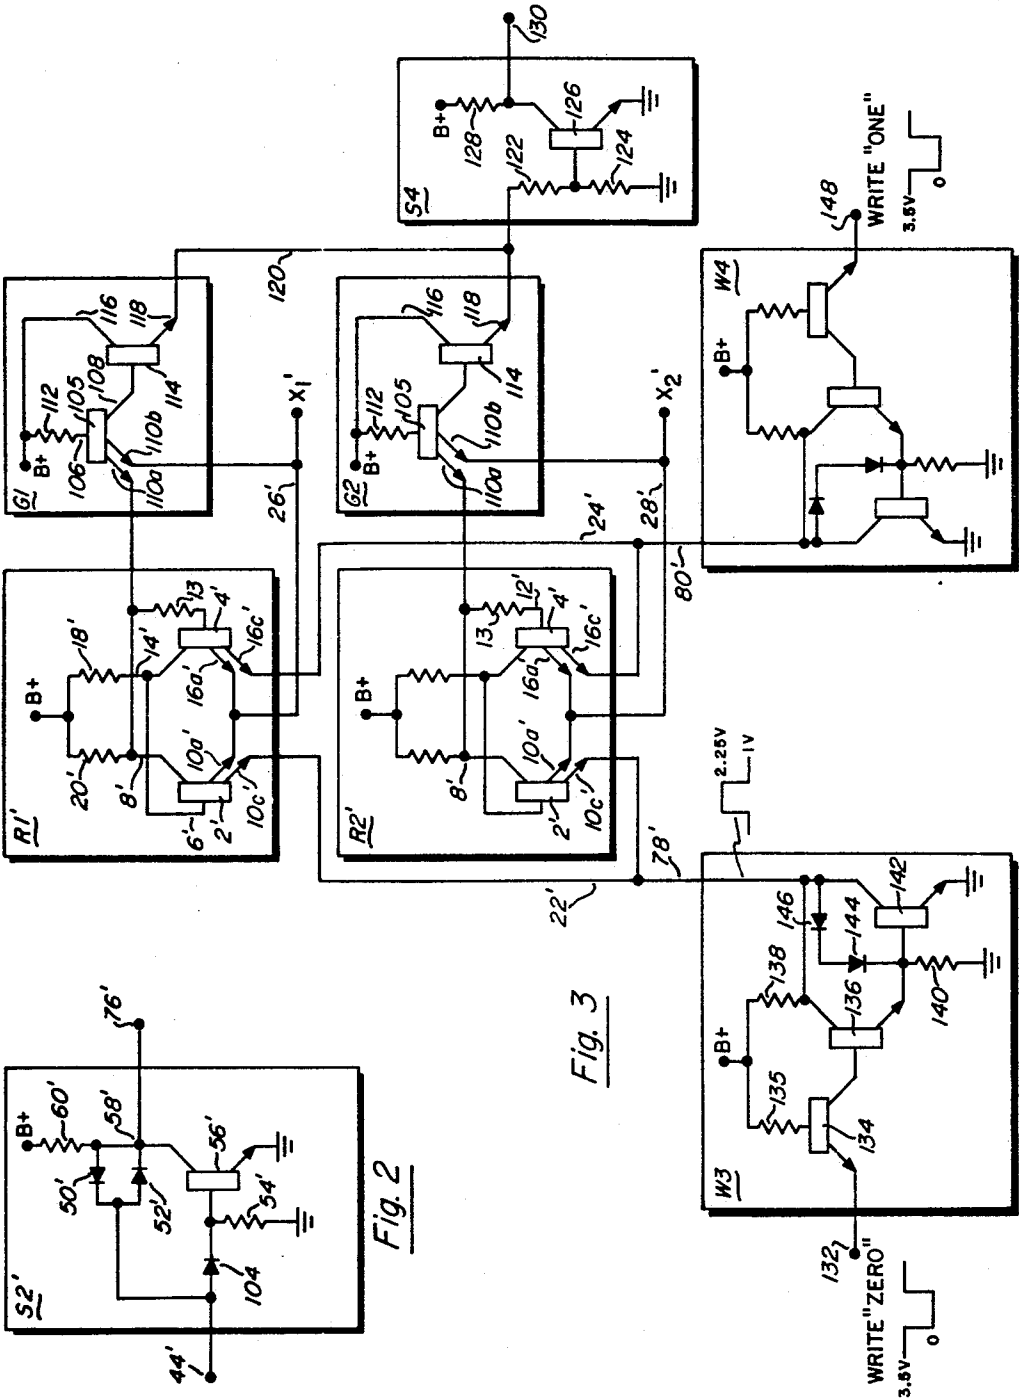 130
S4
B+
128
126
122
124
G1
B+
112
106
105
108
116
118
114
110a
110b
120
26'
X1'
G2
B+
112
105
116
118
114
110a
110b
28'
X2'
24'
80'
W4
B+
148
WRITE "ONE"
3.5V
0
R1'
B+
20'
18'
8'
14'
6'
2'
10a'
10c'
13
4'
16a'
16c'
R2'
B+
8'
2'
10a'
10c'
13
12'
4'
16a'
16c'
22'
78'
2.25V
1V
S2'
44'
B+
60'
50'
52'
58'
56'
54'
104
76'
Fig. 2
Fig. 3
W3
B+
135
138
134
136
146
144
142
140
132
WRITE "ZERO"
3.5V
0